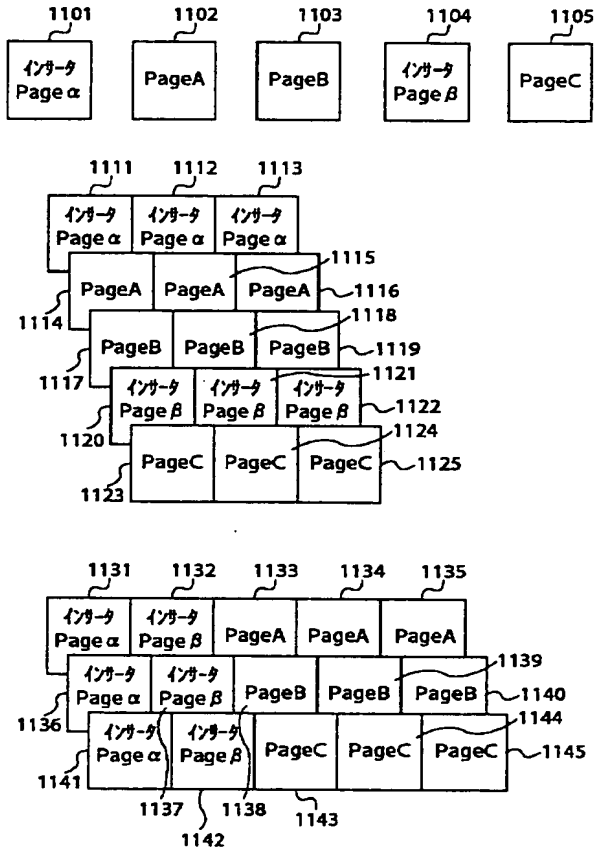 1101 1102 1103 1104 1105
インサータ
Page α
PageA
PageB
インサータ
Page β
PageC
1111 1112 1113
インサータ インサータ インサータ
Page α Page α Page α
1115
PageA PageA PageA
1116
1114
1118
PageB PageB PageB
1119
1117
1121
インサータ インサータ インサータ
Page β Page β Page β
1122
1120
1124
PageC PageC PageC
1125
1123
1131 1132 1133 1134 1135
インサータ インサータ
Page α Page β PageA PageA PageA
1139
インサータ インサータ
Page α Page β PageB PageB PageB
1140
1136
1144
インサータ インサータ
Page α Page β PageC PageC PageC
1145
1141
1137 1138 1143
1142